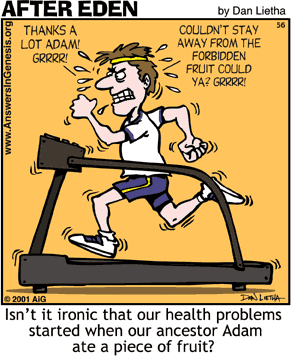 AFTER EDEN
by Dan Lietha
THANKS A
LOT ADAM!
GRRRR!
COULDN'T STAY
AWAY FROM THE
FORBIDDEN
FRUIT COULD
YA? GRRRR!
56
www.AnswersInGenesis.org
© 2001 AiG
DAN LIETHA
Isn't it ironic that our health problems
started when our ancestor Adam
ate a piece of fruit?